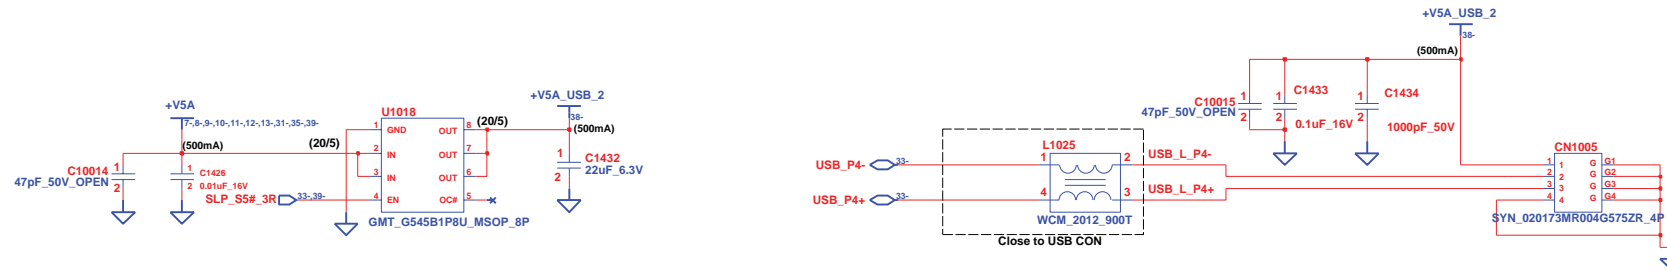 +V5A
7-,8-,9-,10-,11-,12-,13-,31-,35-,39-
(500mA)
(20/5)
C10014
1
2
47pF_50V_OPEN
1
C1426
2
0.01uF_16V
SLP_S5#_3R
33-,39-
U1018
1 GND
2 IN
3 IN
4 EN
OUT 8
OUT 7
OUT 6
OC# 5
GMT_G545B1P8U_MSOP_8P
(20/5)
+V5A_USB_2
38-
(500mA)
1
C1432
2
22uF_6.3V
USB_P4- 33-
USB_P4+ 33-
L1025
1 2
4 3
WCM_2012_900T
Close to USB CON
USB_L_P4-
USB_L_P4+
+V5A_USB_2
38-
(500mA)
C10015
1
2
47pF_50V_OPEN
1
C1433
2
0.1uF_16V
1
C1434
2
1000pF_50V
CN1005
1 1 G G1
2 2 G G2
3 3 G G3
4 4 G G4
SYN_020173MR004G575ZR_4P